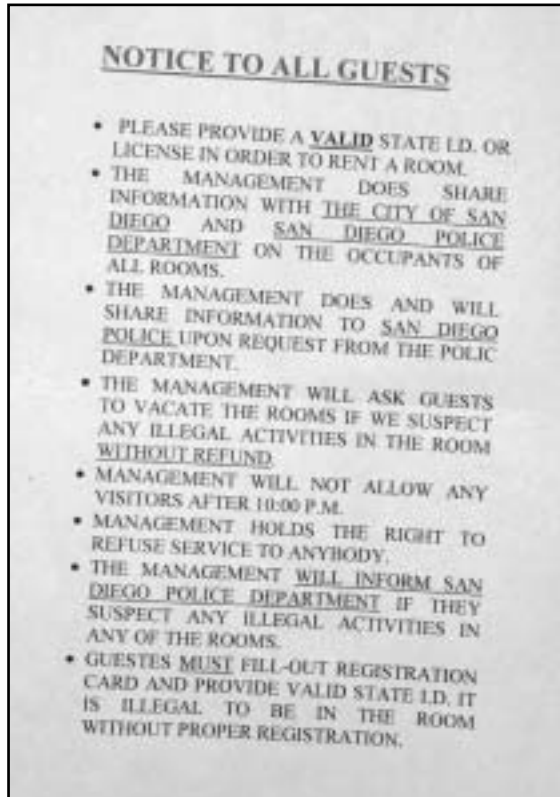 NOTICE TO ALL GUESTS
• PLEASE PROVIDE A VALID STATE I.D. OR
LICENSE IN ORDER TO RENT A ROOM.
• THE MANAGEMENT DOES SHARE
INFORMATION WITH THE CITY OF SAN
DIEGO AND SAN DIEGO POLICE
DEPARTMENT ON THE OCCUPANTS OF
ALL ROOMS.
• THE MANAGEMENT DOES AND WILL
SHARE INFORMATION TO SAN DIEGO
POLICE UPON REQUEST FROM THE POLIC
DEPARTMENT.
• THE MANAGEMENT WILL ASK GUESTS
TO VACATE THE ROOMS IF WE SUSPECT
ANY ILLEGAL ACTIVITIES IN THE ROOM
WITHOUT REFUND.
• MANAGEMENT WILL NOT ALLOW ANY
VISITORS AFTER 10:00 P.M.
• MANAGEMENT HOLDS THE RIGHT TO
REFUSE SERVICE TO ANYBODY.
• THE MANAGEMENT WILL INFORM SAN
DIEGO POLICE DEPARTMENT IF THEY
SUSPECT ANY ILLEGAL ACTIVITIES IN
ANY OF THE ROOMS.
• GUESTES MUST FILL-OUT REGISTRATION
CARD AND PROVIDE VALID STATE I.D. IT
IS ILLEGAL TO BE IN THE ROOM
WITHOUT PROPER REGISTRATION.